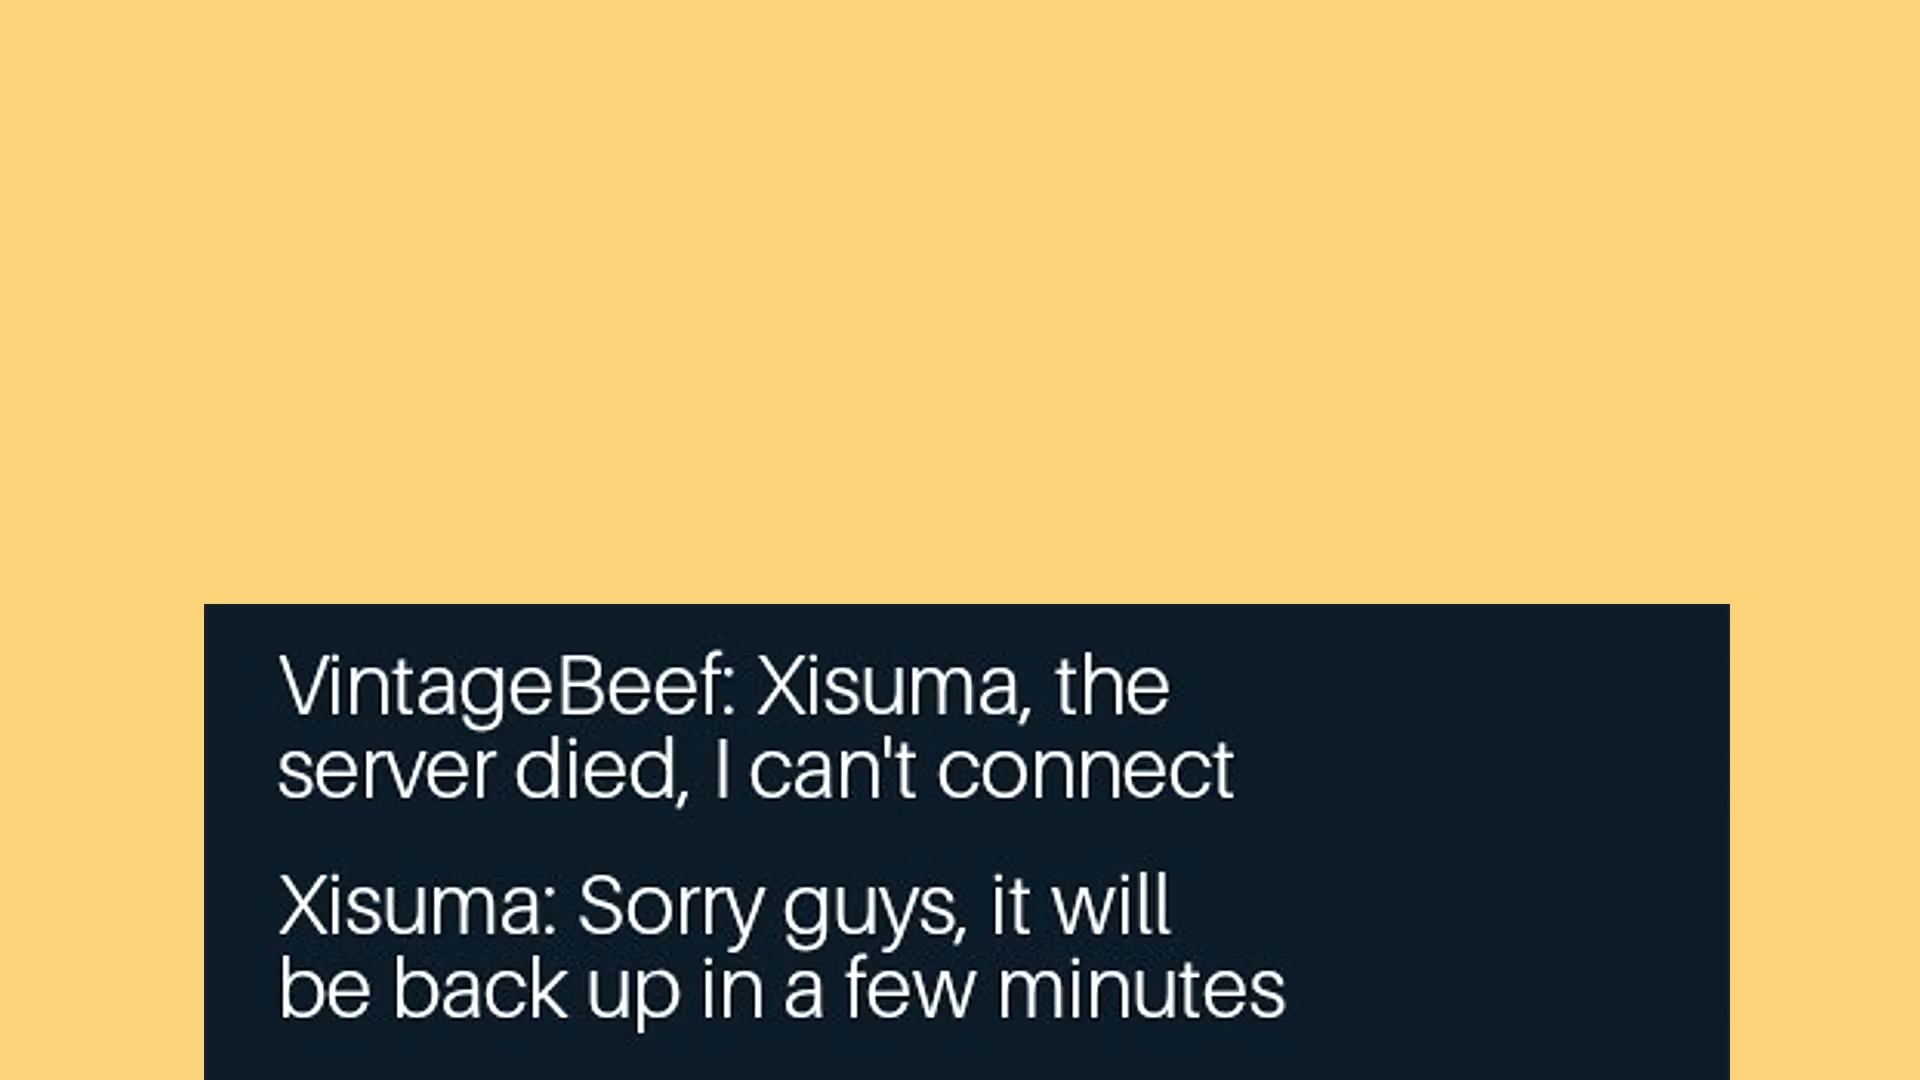 VintageBeef: Xisuma, the
server died, I can't connect
Xisuma: Sorry guys, it will
be back up in a few minutes